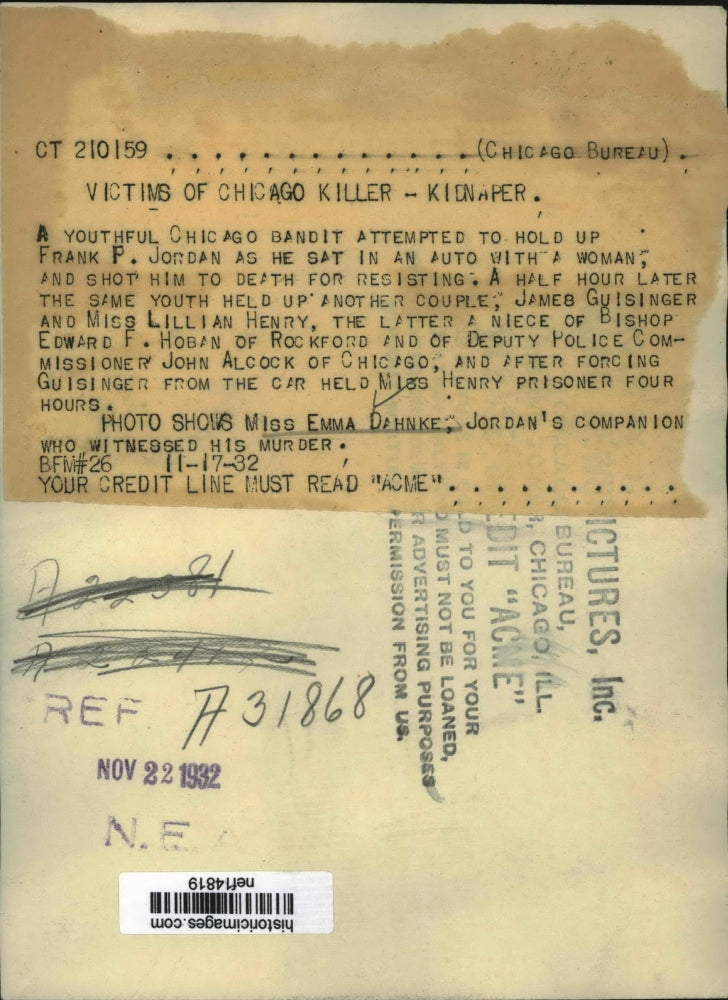 CT 210159 . . . . . . . . . . . . . (CHICAGO BUREAU) .
VICTIMS OF CHICAGO KILLER - KIDNAPER.
A YOUTHFUL CHICAGO BANDIT ATTEMPTED TO HOLD UP
FRANK P. JORDAN AS HE SAT IN AN AUTO WITH A WOMAN,
AND SHOT HIM TO DEATH FOR RESISTING. A HALF HOUR LATER
THE SAME YOUTH HELD UP ANOTHER COUPLE, JAMES GUISINGER
AND MISS LILLIAN HENRY, THE LATTER A NIECE OF BISHOP
EDWARD F. HOBAN OF ROCKFORD AND OF DEPUTY POLICE COM-
MISSIONER JOHN ALCOCK OF CHICAGO, AND AFTER FORCING
GUISINGER FROM THE CAR HELD MISS HENRY PRISONER FOUR
HOURS.
PHOTO SHOWS MISS EMMA DAHNKE, JORDAN'S COMPANION
WHO WITNESSED HIS MURDER.
BFM#26 11-17-32
YOUR CREDIT LINE MUST READ "ACME". . . . . . . . . . .
ICTURES, Inc.
BUREAU,
R, CHICAGO, ILL.
EDIT "ACME"
D TO YOU FOR YOUR
D MUST NOT BE LOANED,
R ADVERTISING PURPOSES
ERMISSION FROM US.
REF A31868
NOV 22 1932
N.E.A
nef14819
historicimages.com